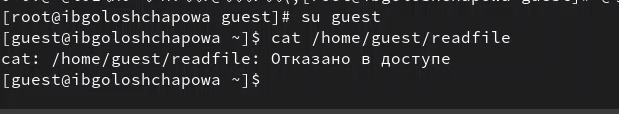 [root@ibgoloshchapowa guest]# su guest
[guest@ibgoloshchapowa ~]$ cat /home/guest/readfile
cat: /home/guest/readfile: Отказано в доступе
[guest@ibgoloshchapowa ~]$